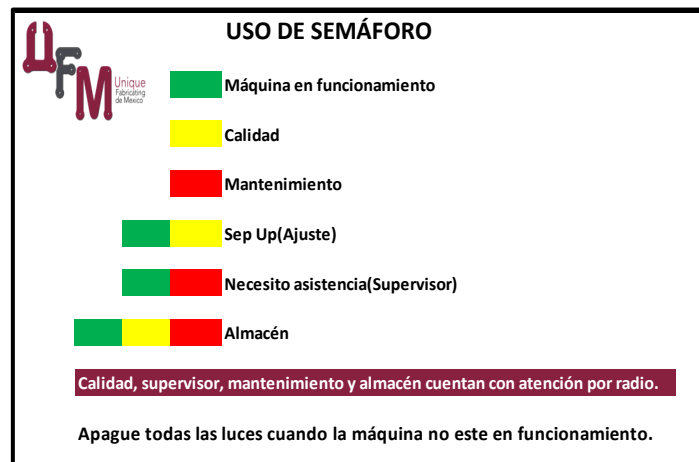 USO DE SEMÁFORO
UFM
Unique
Fabricating
de Mexico
Máquina en funcionamiento
Calidad
Mantenimiento
Sep Up(Ajuste)
Necesito asistencia(Supervisor)
Almacén
Calidad, supervisor, mantenimiento y almacén cuentan con atención por radio.
Apague todas las luces cuando la máquina no este en funcionamiento.